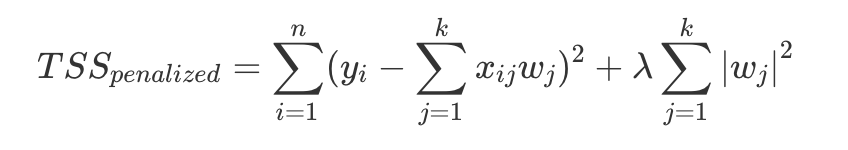 $TSS_{penalized} = \sum_{i=1}^{n} (y_i - \sum_{j=1}^{k} x_{ij} w_j)^2 + \lambda \sum_{j=1}^{k} |w_j|^2$